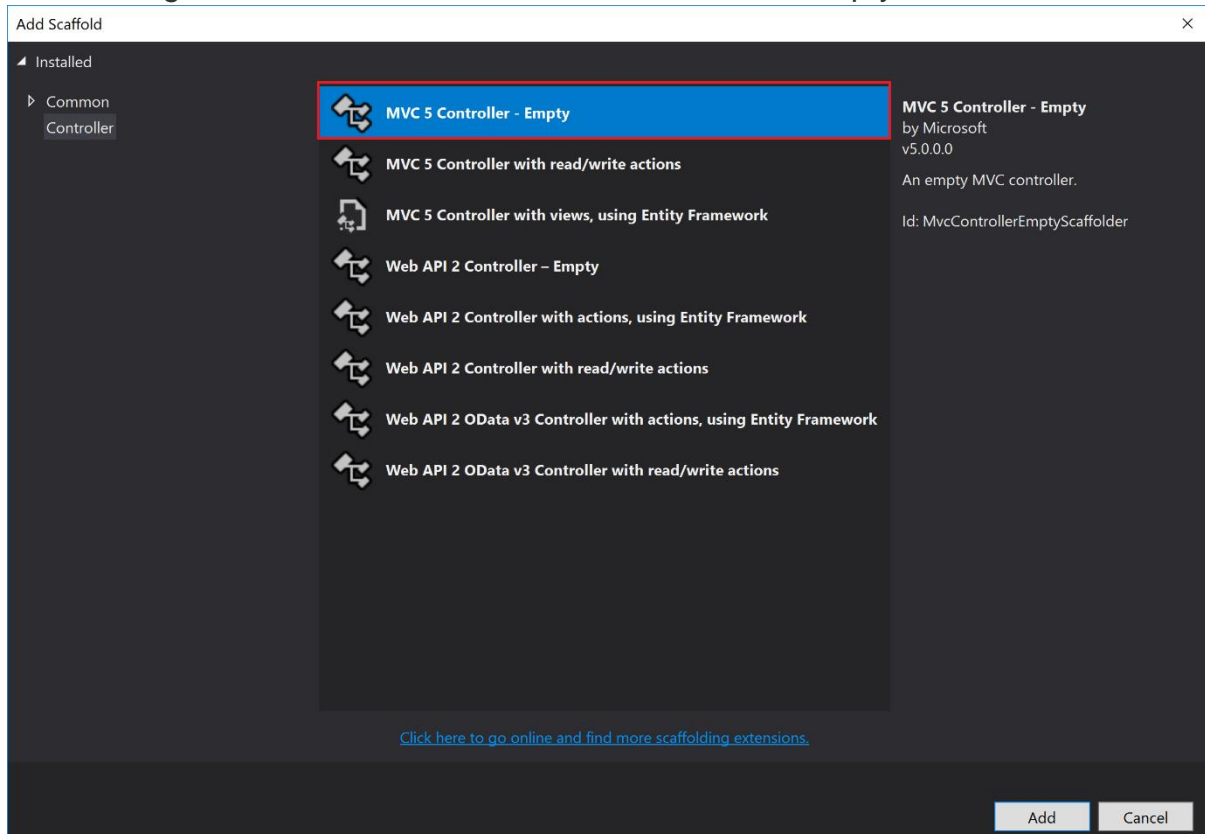 Add Scaffold
Installed
Common
Controller
MVC 5 Controller - Empty
MVC 5 Controller with read/write actions
MVC 5 Controller with views, using Entity Framework
Web API 2 Controller – Empty
Web API 2 Controller with actions, using Entity Framework
Web API 2 Controller with read/write actions
Web API 2 OData v3 Controller with actions, using Entity Framework
Web API 2 OData v3 Controller with read/write actions
Click here to go online and find more scaffolding extensions.
MVC 5 Controller - Empty
by Microsoft
v5.0.0.0
An empty MVC controller.
Id: MvcControllerEmptyScaffolder
Add
Cancel